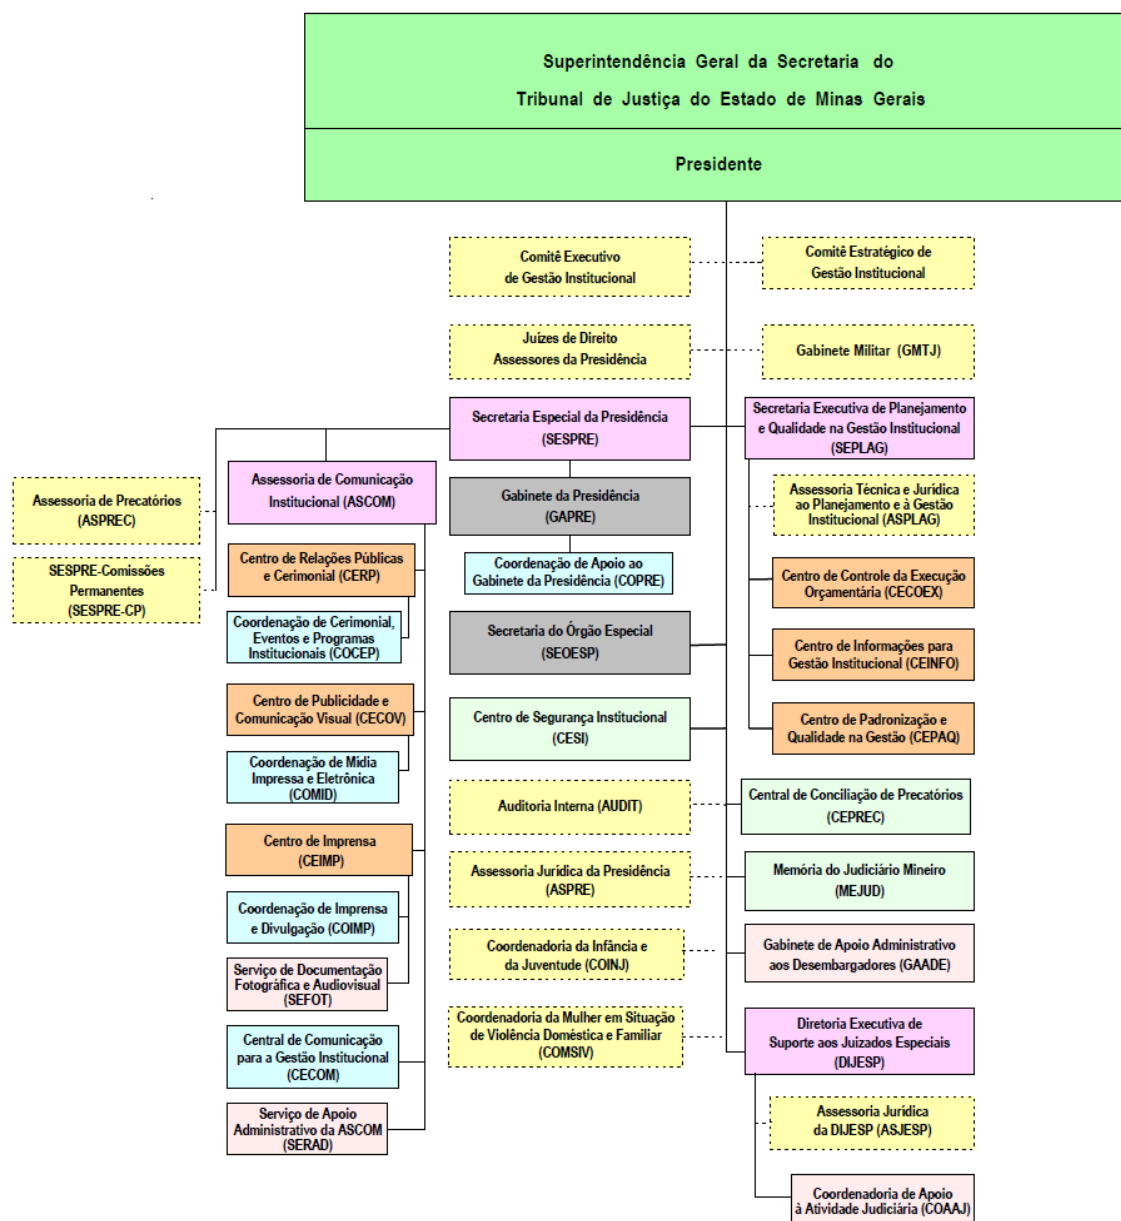 Superintendência Geral da Secretaria do
Tribunal de Justiça do Estado de Minas Gerais
Presidente
Comitê Executivo
de Gestão Institucional
Comitê Estratégico de
Gestão Institucional
Juízes de Direito
Assessores da Presidência
Gabinete Militar (GMTJ)
Secretaria Especial da Presidência
(SESPRE)
Secretaria Executiva de Planejamento
e Qualidade na Gestão Institucional
(SEPLAG)
Assessoria de Precatórios
(ASPREC)
SESPRE-Comissões
Permanentes
(SESPRE-CP)
Assessoria de Comunicação
Institucional (ASCOM)
Centro de Relações Públicas
e Cerimonial (CERP)
Coordenação de Cerimonial,
Eventos e Programas
Institucionais (COCEP)
Centro de Publicidade e
Comunicação Visual (CECOV)
Coordenação de Mídia
Impressa e Eletrônica
(COMID)
Centro de Imprensa
(CEIMP)
Coordenação de Imprensa
e Divulgação (COIMP)
Serviço de Documentação
Fotográfica e Audiovisual
(SEFOT)
Central de Comunicação
para a Gestão Institucional
(CECOM)
Serviço de Apoio
Administrativo da ASCOM
(SERAD)
Gabinete da Presidência
(GAPRE)
Coordenação de Apoio ao
Gabinete da Presidência (COPRE)
Secretaria do Órgão Especial
(SEOESP)
Centro de Segurança Institucional
(CESI)
Auditoria Interna (AUDIT)
Assessoria Jurídica da Presidência
(ASPRE)
Coordenadoria da Infância e
da Juventude (COINJ)
Coordenadoria da Mulher em Situação
de Violência Doméstica e Familiar
(COMSIV)
Assessoria Técnica e Jurídica
ao Planejamento e à Gestão
Institucional (ASPLAG)
Centro de Controle da Execução
Orçamentária (CECOEX)
Centro de Informações para
Gestão Institucional (CEINFO)
Centro de Padronização e
Qualidade na Gestão (CEPAQ)
Central de Conciliação de Precatórios
(CEPREC)
Memória do Judiciário Mineiro
(MEJUD)
Gabinete de Apoio Administrativo
aos Desembargadores (GAADE)
Diretoria Executiva de
Suporte aos Juizados Especiais
(DIJESP)
Assessoria Jurídica
da DIJESP (ASJESP)
Coordenadoria de Apoio
à Atividade Judiciária (COAAJ)